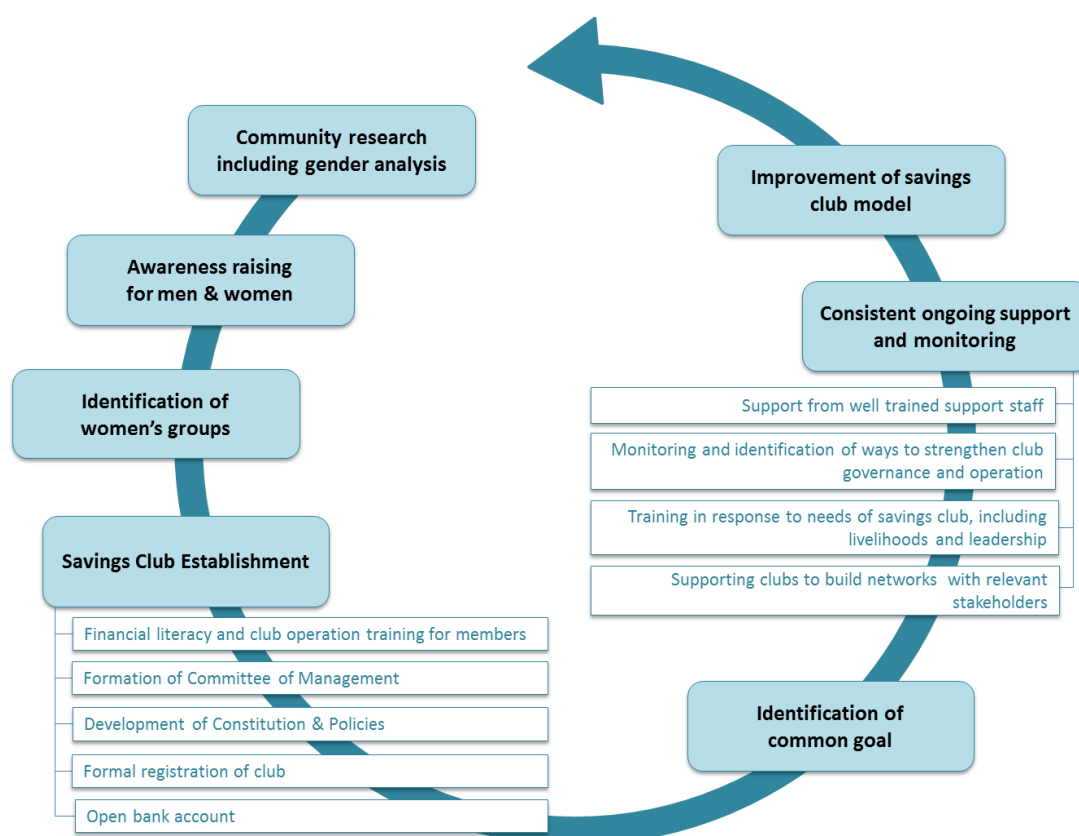 Community research
including gender analysis
Awareness raising
for men & women
Identification of
women's groups
Savings Club Establishment
Financial literacy and club operation training for members
Formation of Committee of Management
Development of Constitution & Policies
Formal registration of club
Open bank account
Identification of
common goal
Improvement of savings
club model
Consistent ongoing support
and monitoring
Support from well trained support staff
Monitoring and identification of ways to strengthen club
governance and operation
Training in response to needs of savings club, including
livelihoods and leadership
Supporting clubs to build networks with relevant
stakeholders